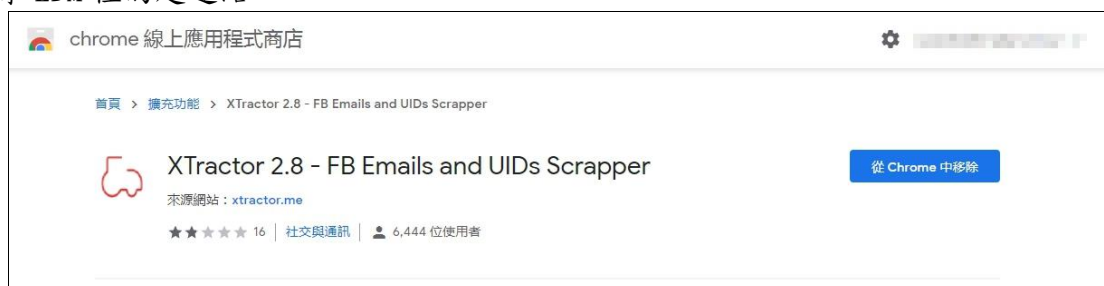 chrome 線上應用程式商店
首頁 > 擴充功能 > XTractor 2.8 - FB Emails and UIDs Scrapper
XTractor 2.8 - FB Emails and UIDs Scrapper
從 Chrome 中移除
來源網站：xtractor.me
★★★★★ 16 | 社交與通訊 | 6,444 位使用者